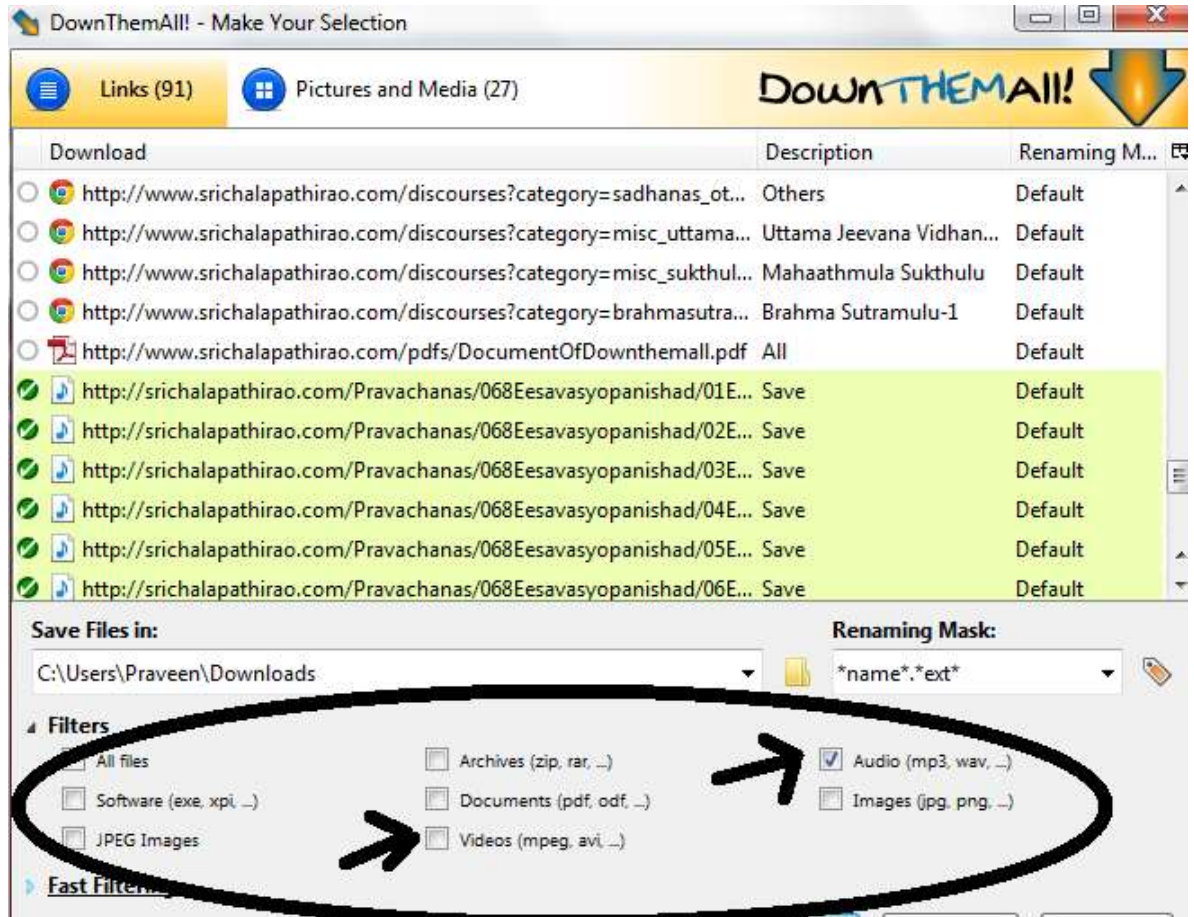 DownThemAll! - Make Your Selection
Links (91) Pictures and Media (27) DownTHEMAll!
Download Description Renaming M...
http://www.srichalapathirao.com/discourses?category=sadhanas_ot... Others Default
http://www.srichalapathirao.com/discourses?category=misc_uttama... Uttama Jeevana Vidhan... Default
http://www.srichalapathirao.com/discourses?category=misc_sukthul... Mahaathmula Sukthulu Default
http://www.srichalapathirao.com/discourses?category=brahmasutra... Brahma Sutramulu-1 Default
http://www.srichalapathirao.com/pdfs/DocumentOfDownthemall.pdf All Default
http://srichalapathirao.com/Pravachanas/068Eesavasyopanishad/01E... Save Default
http://srichalapathirao.com/Pravachanas/068Eesavasyopanishad/02E... Save Default
http://srichalapathirao.com/Pravachanas/068Eesavasyopanishad/03E... Save Default
http://srichalapathirao.com/Pravachanas/068Eesavasyopanishad/04E... Save Default
http://srichalapathirao.com/Pravachanas/068Eesavasyopanishad/05E... Save Default
http://srichalapathirao.com/Pravachanas/068Eesavasyopanishad/06E... Save Default
Save Files in: Renaming Mask:
C:\Users\Praveen\Downloads *name*.*ext*
Filters
All files Archives (zip, rar, ...) Audio (mp3, wav, ...)
Software (exe, xpi, ...) Documents (pdf, odf, ...) Images (jpg, png, ...)
JPEG Images Videos (mpeg, avi, ...)
Fast Filtering